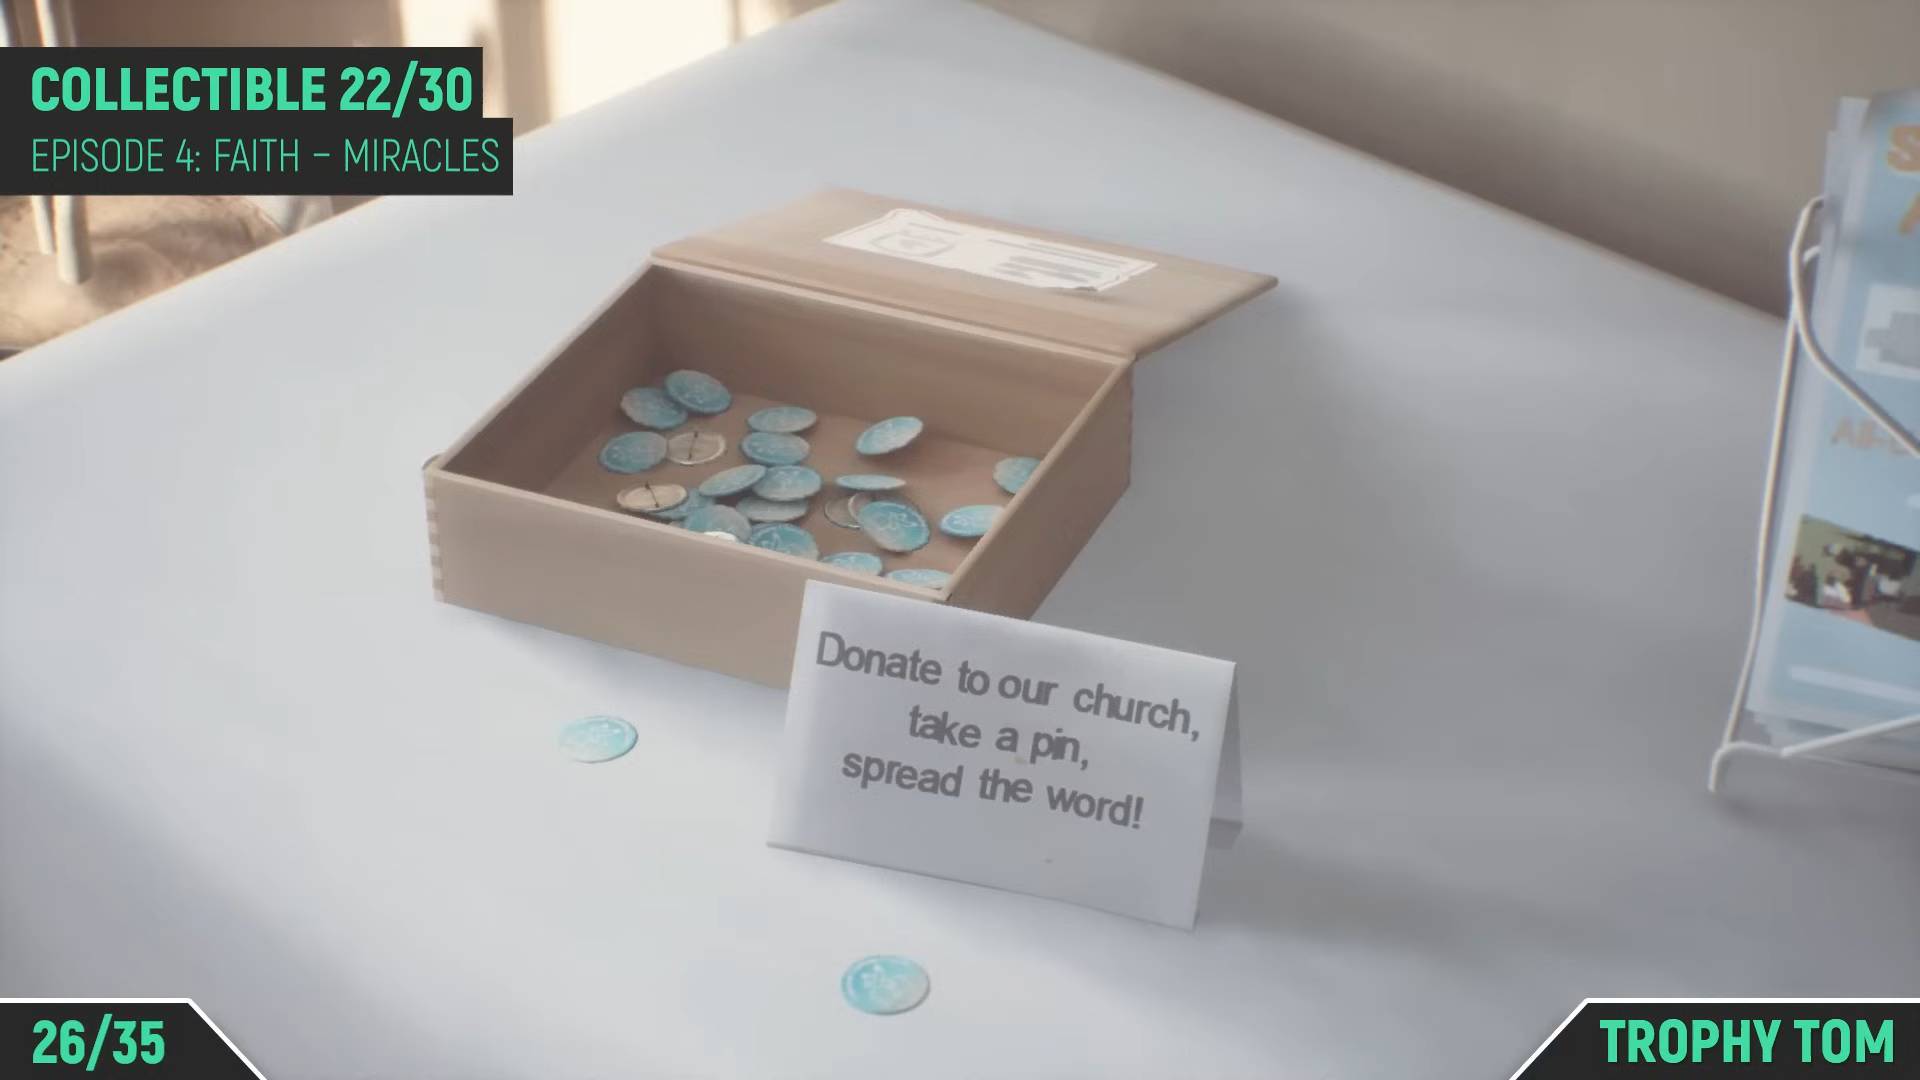 COLLECTIBLE 22/30
EPISODE 4: FAITH – MIRACLES
Donate to our church,
take a pin,
spread the word!
26/35
TROPHY TOM